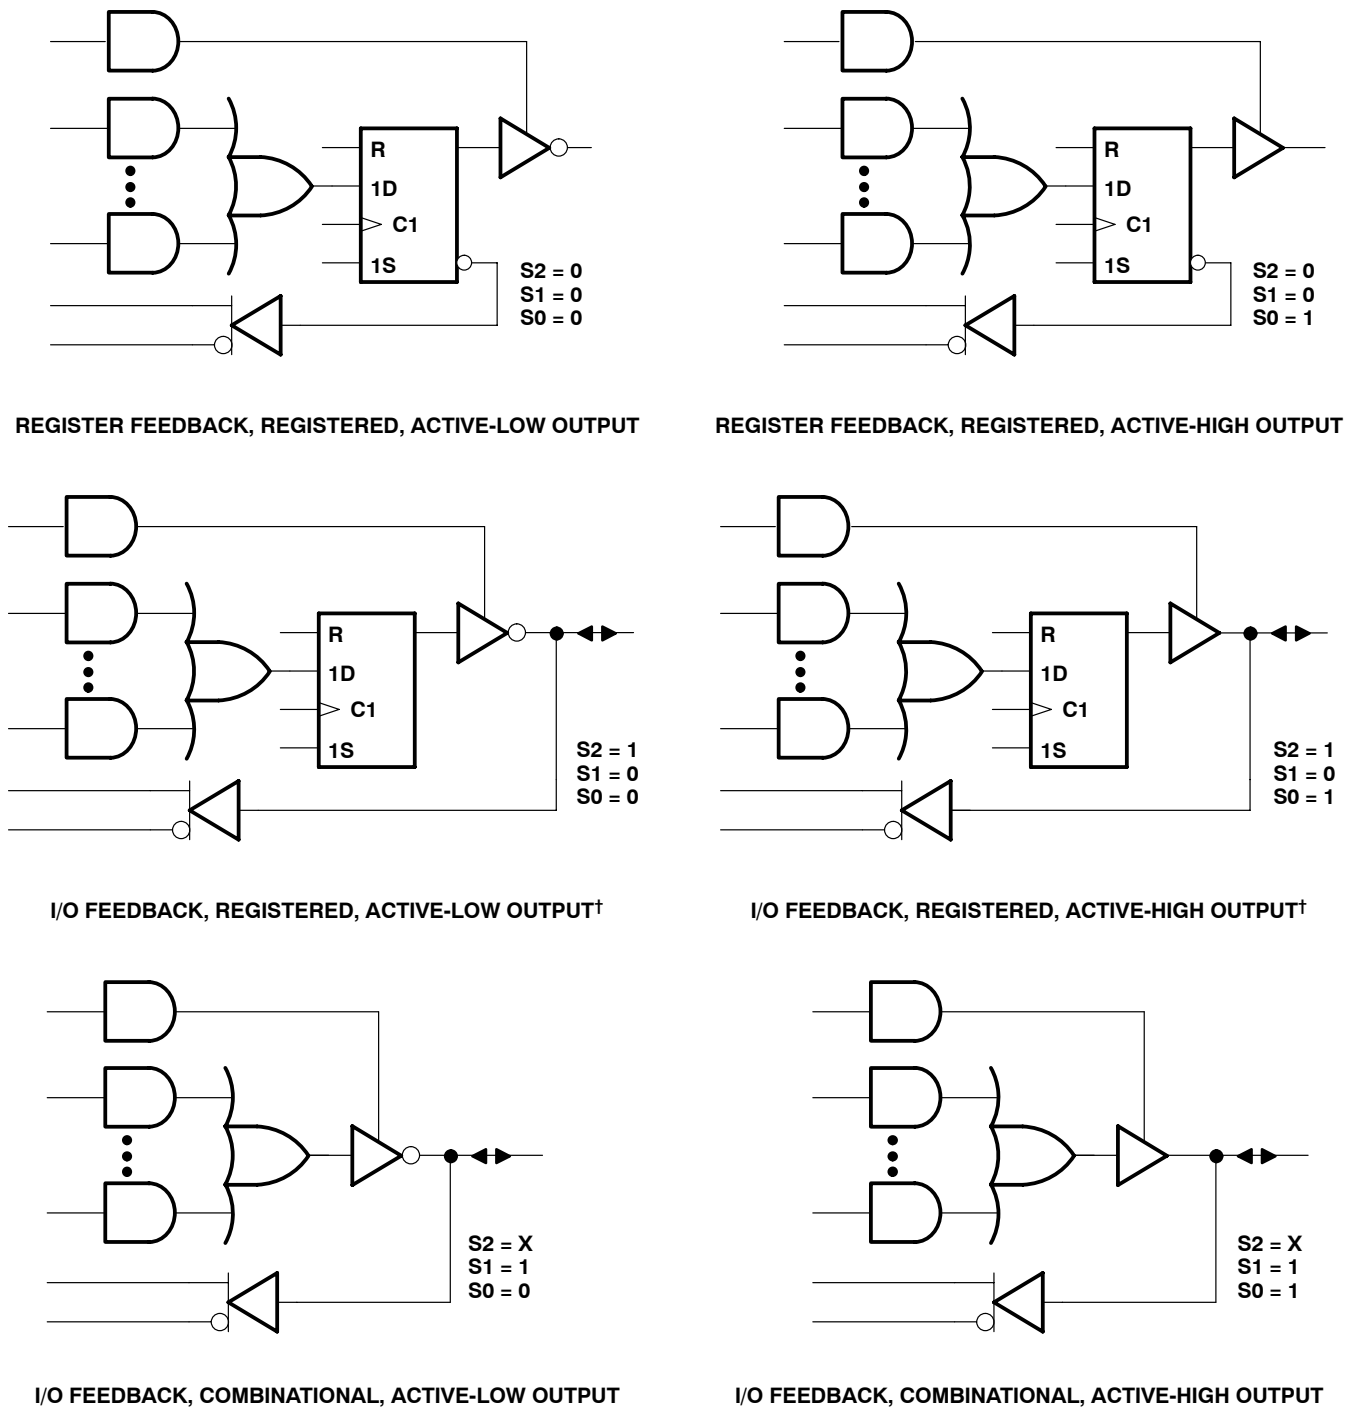 R
1D
C1
1S
S2 = 0
S1 = 0
S0 = 0
REGISTER FEEDBACK, REGISTERED, ACTIVE-LOW OUTPUT
R
1D
C1
1S
S2 = 0
S1 = 0
S0 = 1
REGISTER FEEDBACK, REGISTERED, ACTIVE-HIGH OUTPUT
R
1D
C1
1S
S2 = 1
S1 = 0
S0 = 0
I/O FEEDBACK, REGISTERED, ACTIVE-LOW OUTPUT†
R
1D
C1
1S
S2 = 1
S1 = 0
S0 = 1
I/O FEEDBACK, REGISTERED, ACTIVE-HIGH OUTPUT†
S2 = X
S1 = 1
S0 = 0
I/O FEEDBACK, COMBINATIONAL, ACTIVE-LOW OUTPUT
S2 = X
S1 = 1
S0 = 1
I/O FEEDBACK, COMBINATIONAL, ACTIVE-HIGH OUTPUT